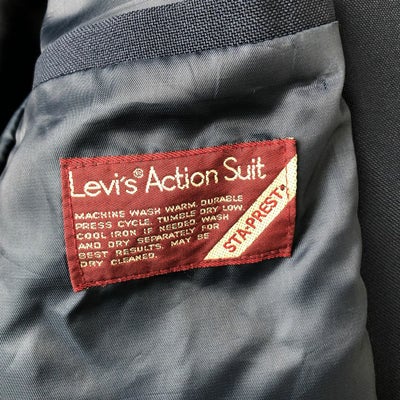 Levi's® Action Suit
MACHINE WASH WARM, DURABLE
PRESS CYCLE. TUMBLE DRY LOW.
COOL IRON IF NEEDED. WASH
AND DRY SEPARATELY FOR
BEST RESULTS. MAY BE
DRY CLEANED.
STA-PREST®